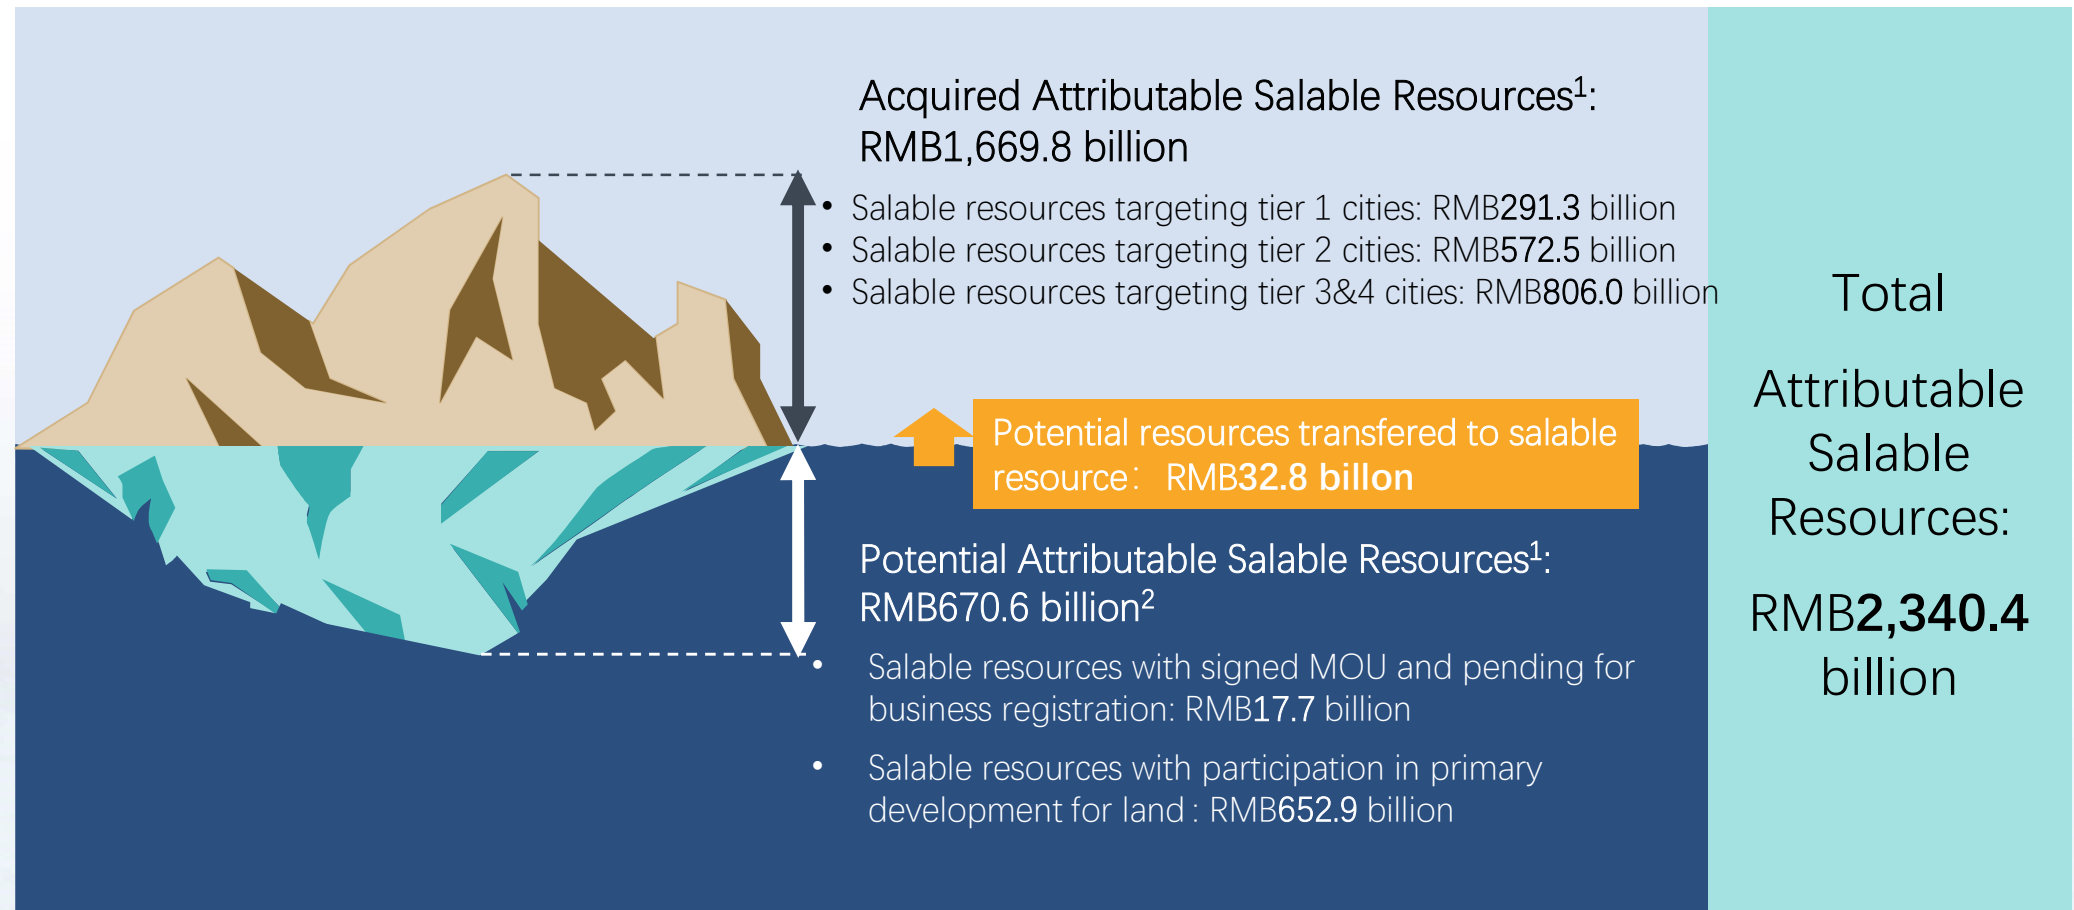 Acquired Attributable Salable Resources¹:
RMB1,669.8 billion
• Salable resources targeting tier 1 cities: RMB291.3 billion
• Salable resources targeting tier 2 cities: RMB572.5 billion
• Salable resources targeting tier 3&4 cities: RMB806.0 billion
Potential resources transfered to salable
resource： RMB32.8 billon
Potential Attributable Salable Resources¹:
RMB670.6 billion²
• Salable resources with signed MOU and pending for
business registration: RMB17.7 billion
• Salable resources with participation in primary
development for land : RMB652.9 billion
Total
Attributable
Salable
Resources:
RMB2,340.4
billion